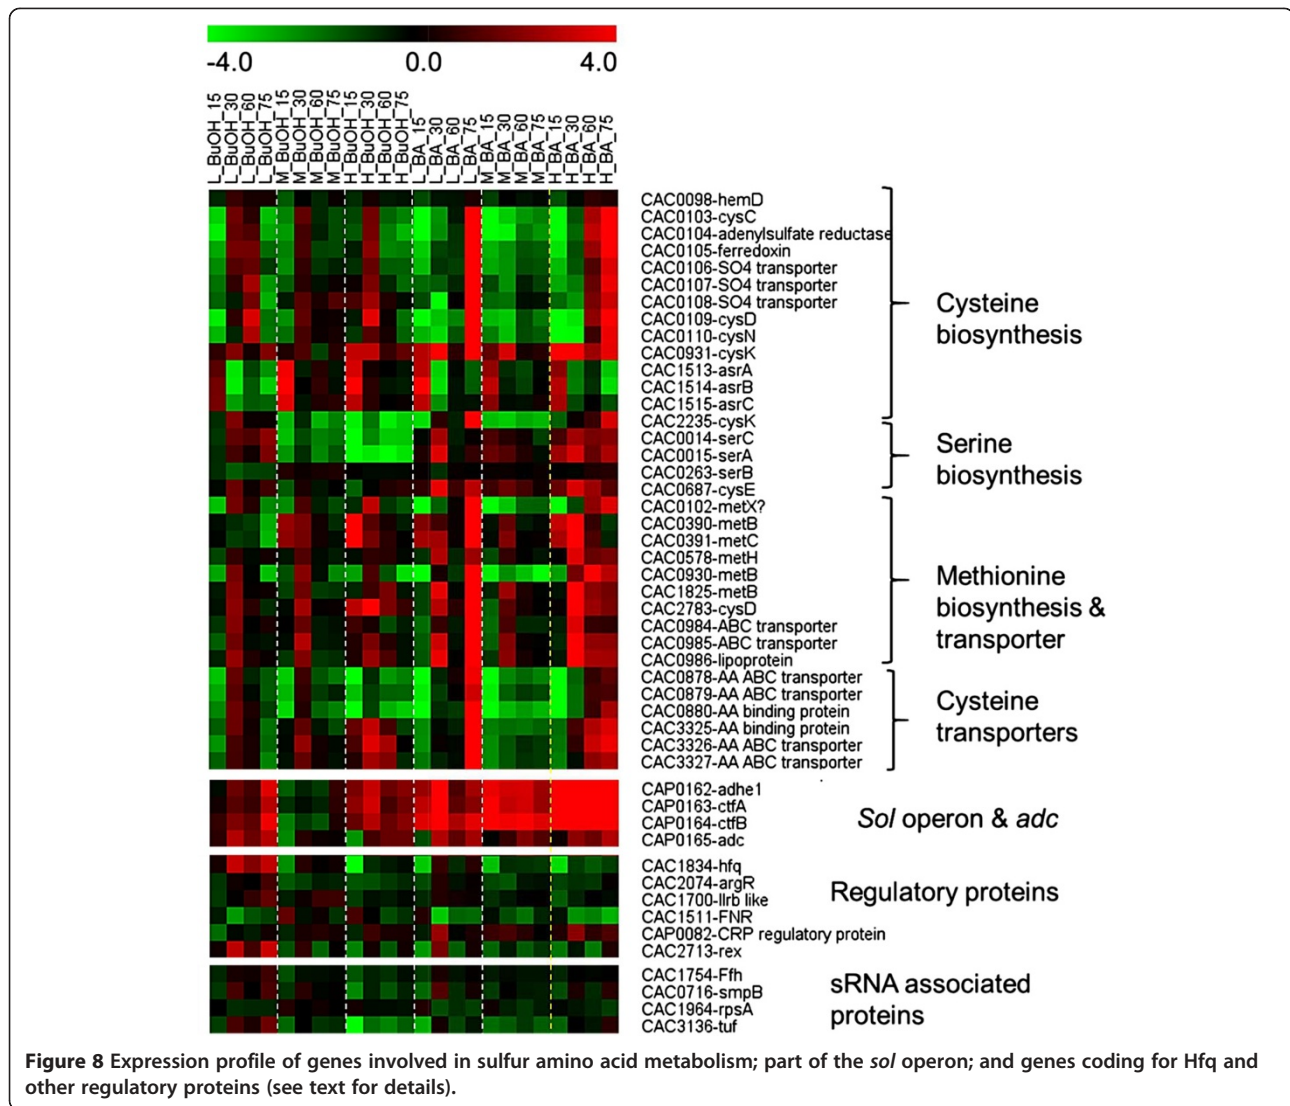 -4.0 0.0 4.0
L_BuOH_15
L_BuOH_30
L_BuOH_60
L_BuOH_75
M_BuOH_15
M_BuOH_30
M_BuOH_60
M_BuOH_75
H_BuOH_15
H_BuOH_30
H_BuOH_60
H_BuOH_75
L_BA_15
L_BA_30
L_BA_60
L_BA_75
M_BA_15
M_BA_30
M_BA_60
M_BA_75
H_BA_15
H_BA_30
H_BA_60
H_BA_75
CAC0098-hemD
CAC0103-cysC
CAC0104-adenylsulfate reductase
CAC0105-ferredoxin
CAC0106-SO4 transporter
CAC0107-SO4 transporter
CAC0108-SO4 transporter
CAC0109-cysD
CAC0110-cysN
CAC0931-cysK
CAC1513-asrA
CAC1514-asrB
CAC1515-asrC
CAC2235-cysK
Cysteine
biosynthesis
CAC0014-serC
CAC0015-serA
CAC0263-serB
CAC0687-cysE
Serine
biosynthesis
CAC0102-metX?
CAC0390-metB
CAC0391-metC
CAC0578-metH
CAC0930-metB
CAC1825-metB
CAC2783-cysD
CAC0984-ABC transporter
CAC0985-ABC transporter
CAC0986-lipoprotein
Methionine
biosynthesis &
transporter
CAC0878-AA ABC transporter
CAC0879-AA ABC transporter
CAC0880-AA binding protein
CAC3325-AA binding protein
CAC3326-AA ABC transporter
CAC3327-AA ABC transporter
Cysteine
transporters
CAP0162-adhe1
CAP0163-ctfA
CAP0164-ctfB
CAP0165-adc
Sol operon & adc
CAC1834-hfq
CAC2074-argR
CAC1700-llrb like
CAC1511-FNR
CAP0082-CRP regulatory protein
CAC2713-rex
Regulatory proteins
CAC1754-Ffh
CAC0716-smpB
CAC1964-rpsA
CAC3136-tuf
sRNA associated
proteins
Figure 8 Expression profile of genes involved in sulfur amino acid metabolism; part of the sol operon; and genes coding for Hfq and
other regulatory proteins (see text for details).